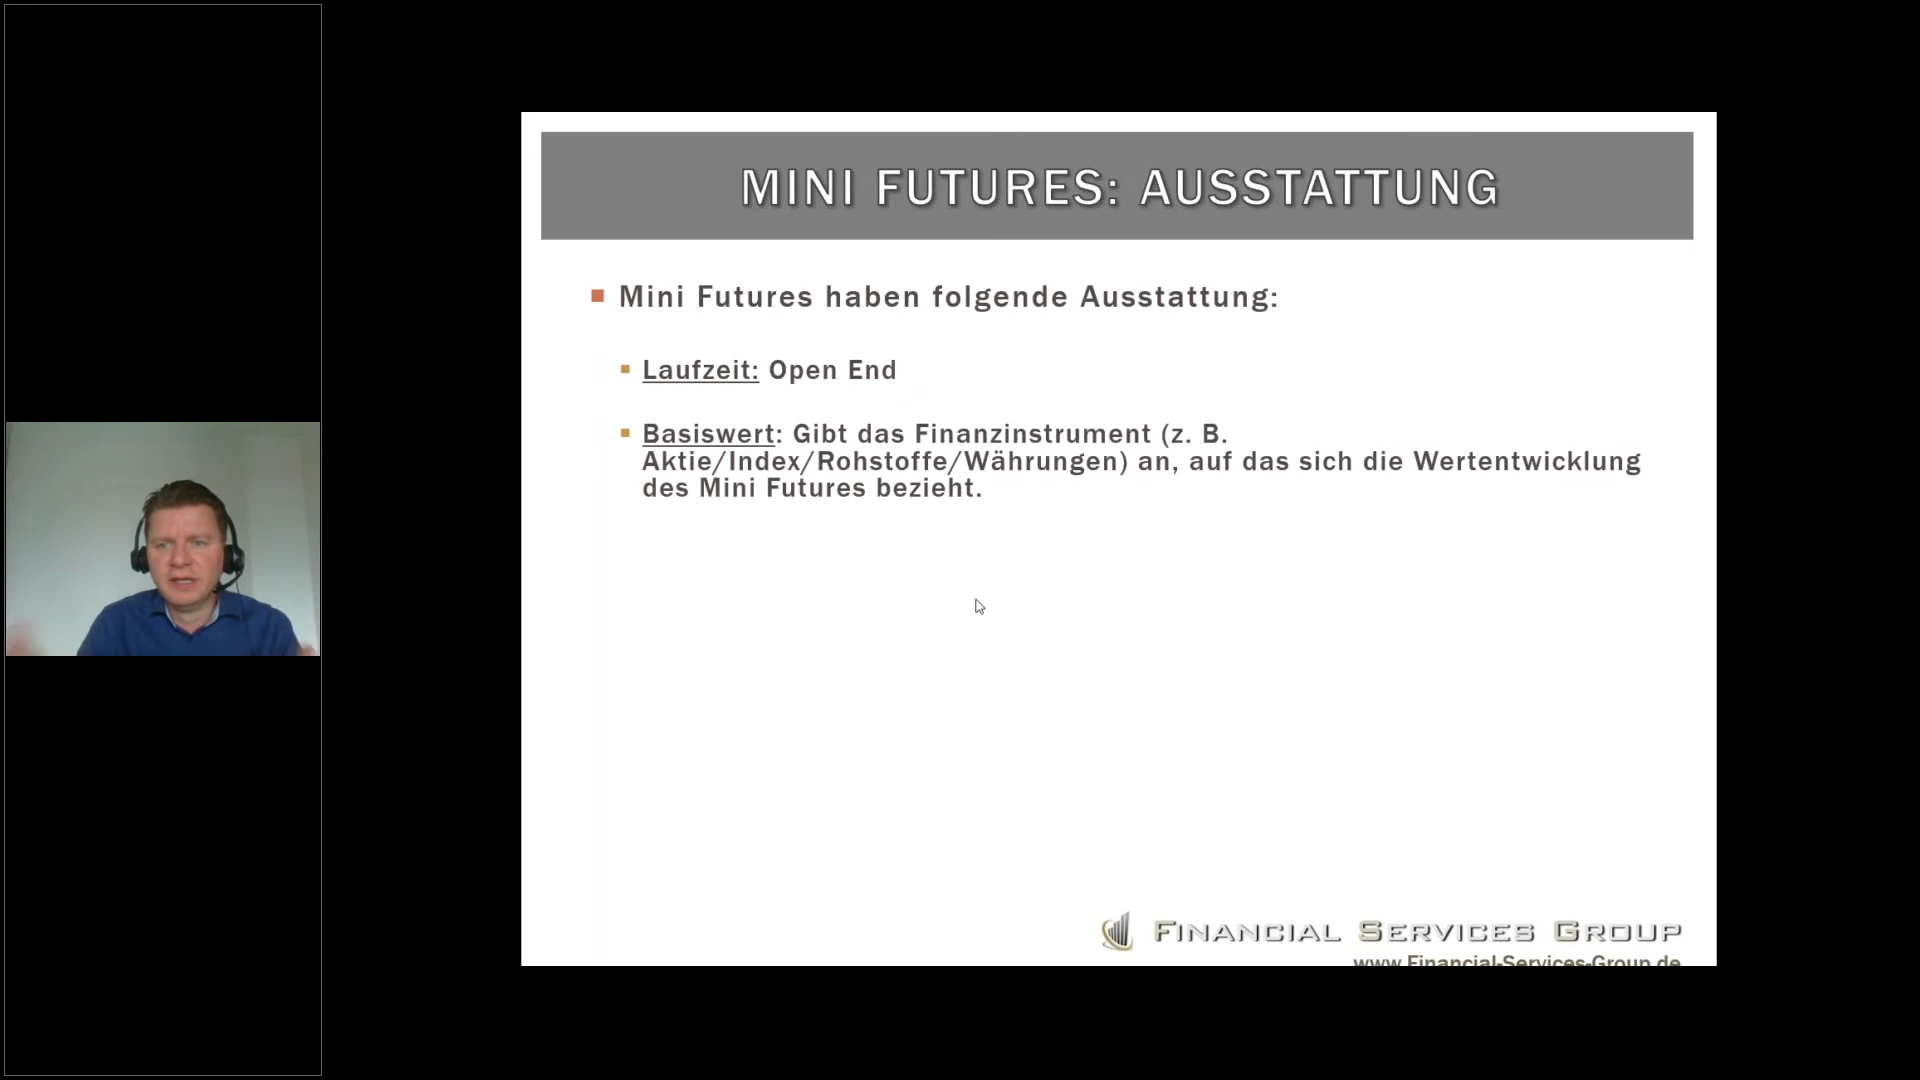 MINI FUTURES: AUSSTATTUNG
Mini Futures haben folgende Ausstattung:
Laufzeit: Open End
Basiswert: Gibt das Finanzinstrument (z. B.
Aktie/Index/Rohstoffe/Währungen) an, auf das sich die Wertentwicklung
des Mini Futures bezieht.
FINANCIAL SERVICES GROUP
www.Financial-Services-Group.de